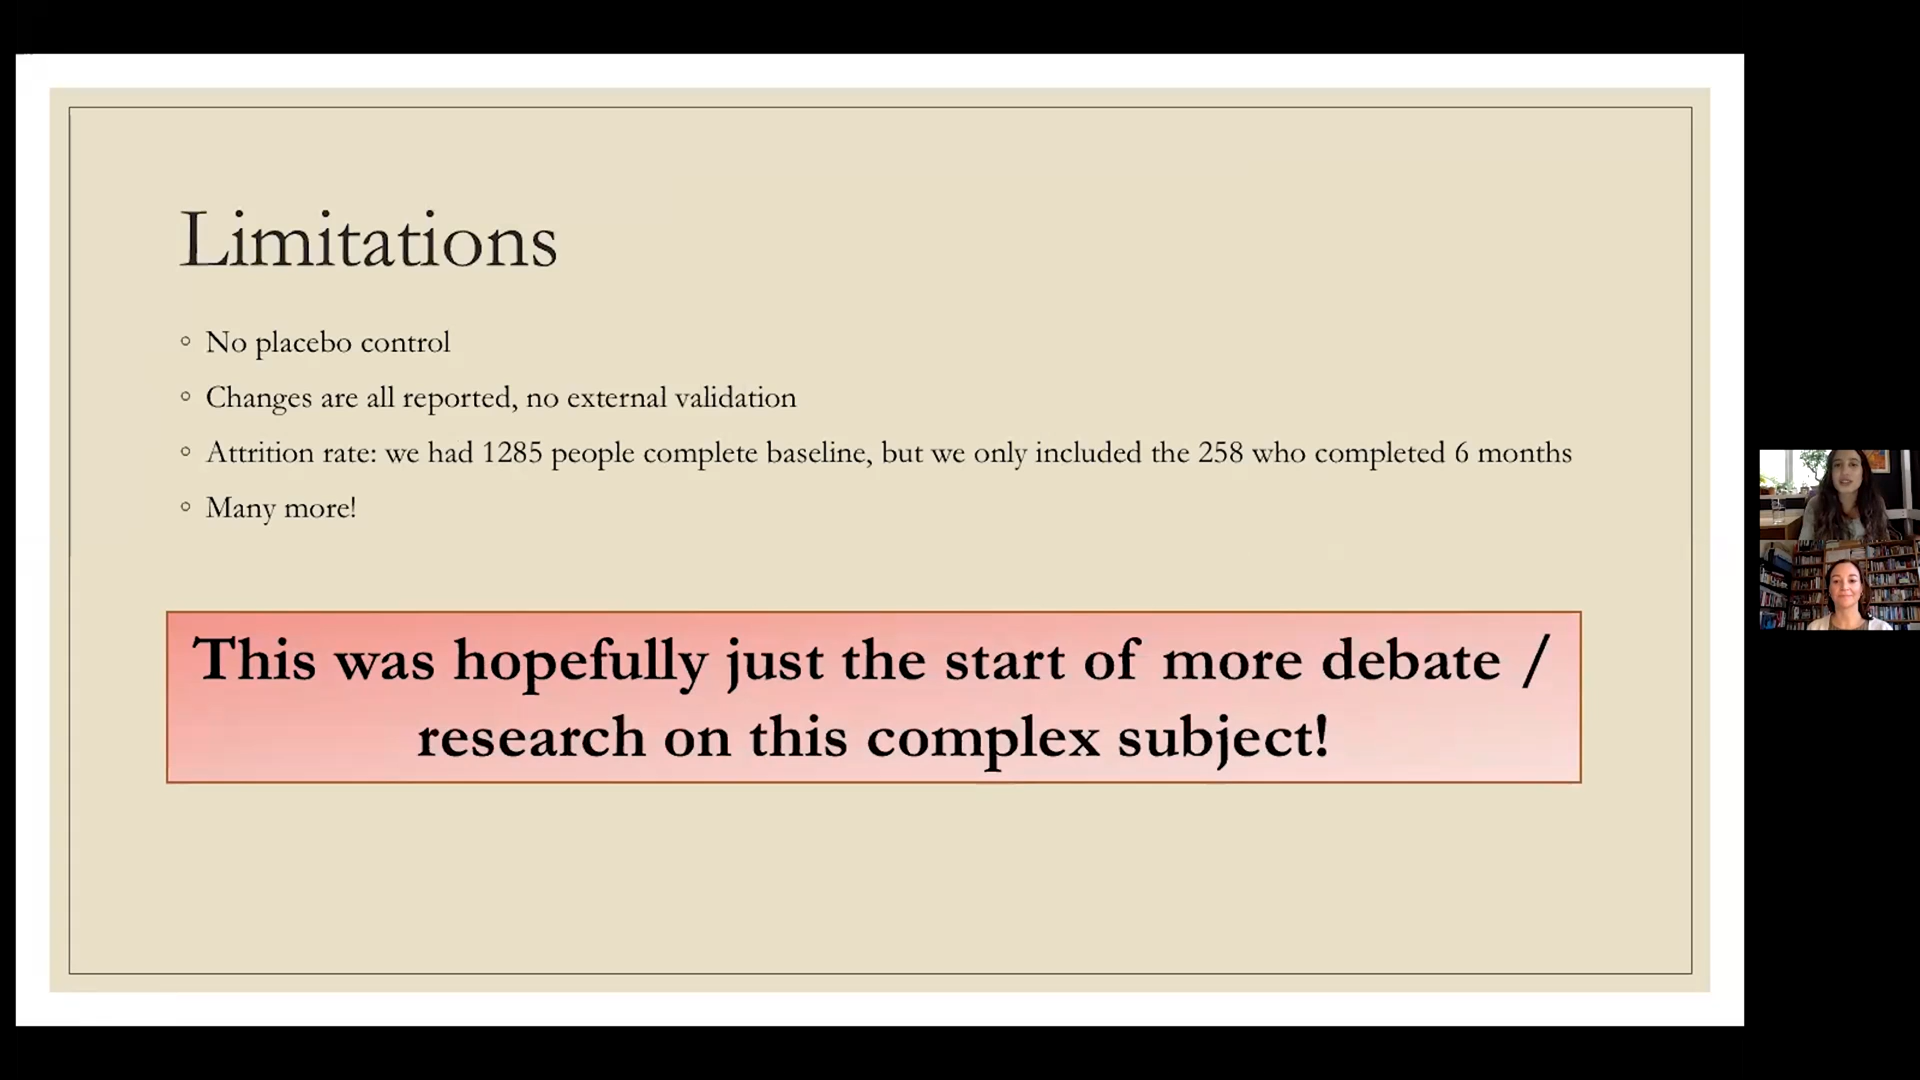 Limitations
◦ No placebo control
◦ Changes are all reported, no external validation
◦ Attrition rate: we had 1285 people complete baseline, but we only included the 258 who completed 6 months
◦ Many more!
This was hopefully just the start of more debate /
research on this complex subject!